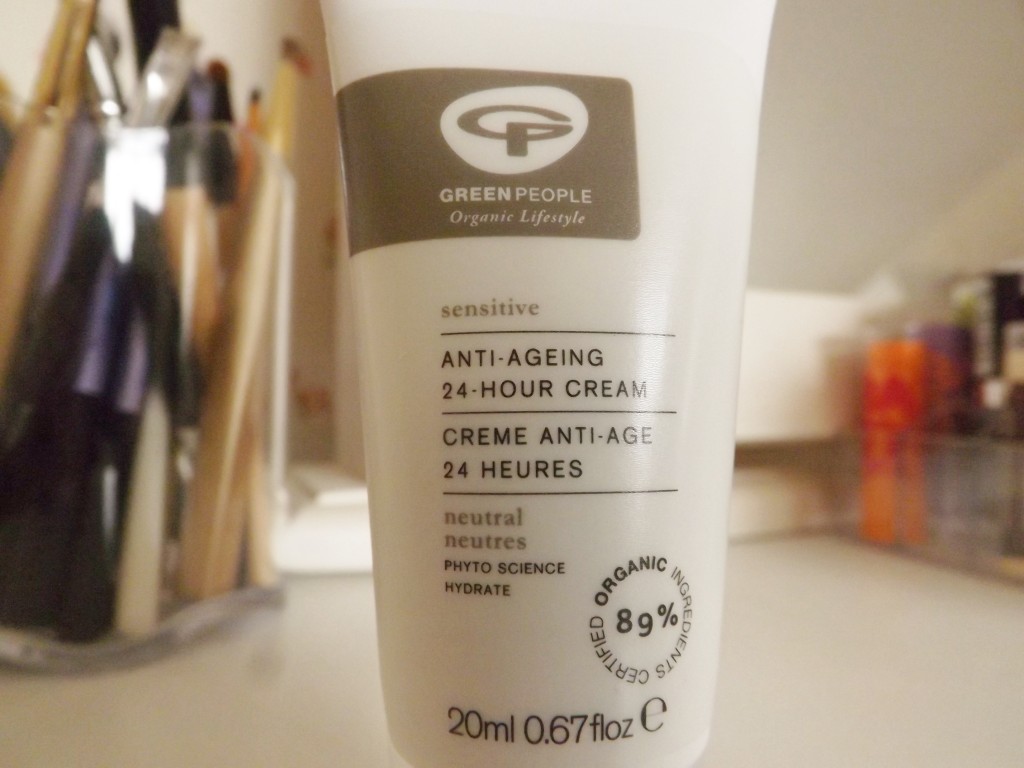 GP
GREEN PEOPLE
Organic Lifestyle
sensitive
ANTI-AGEING
24-HOUR CREAM
CREME ANTI-AGE
24 HEURES
neutral
neutres
PHYTO SCIENCE
HYDRATE
CERTIFIED ORGANIC INGREDIENTS
89%
20ml 0.67floz e